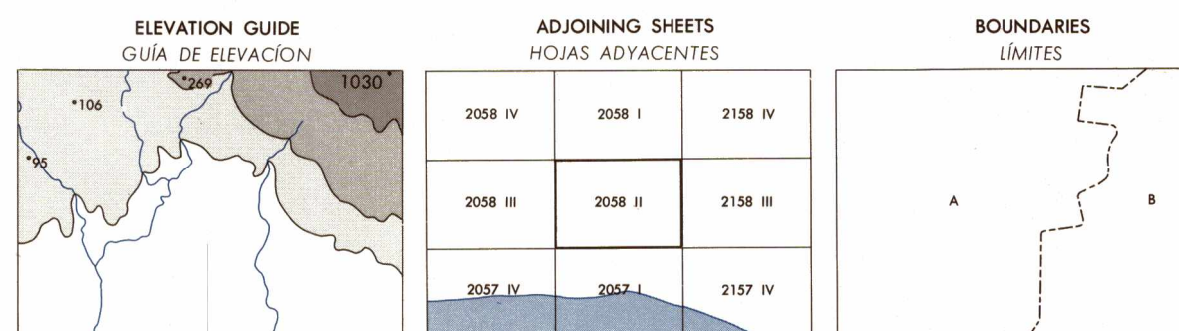 ELEVATION GUIDE
GUÍA DE ELEVACÍON
269
1030
106
95
ADJOINING SHEETS
HOJAS ADYACENTES
2058 IV
2058 I
2158 IV
2058 III
2058 II
2158 III
2057 IV
2057 I
2157 IV
BOUNDARIES
LÍMITES
A
B